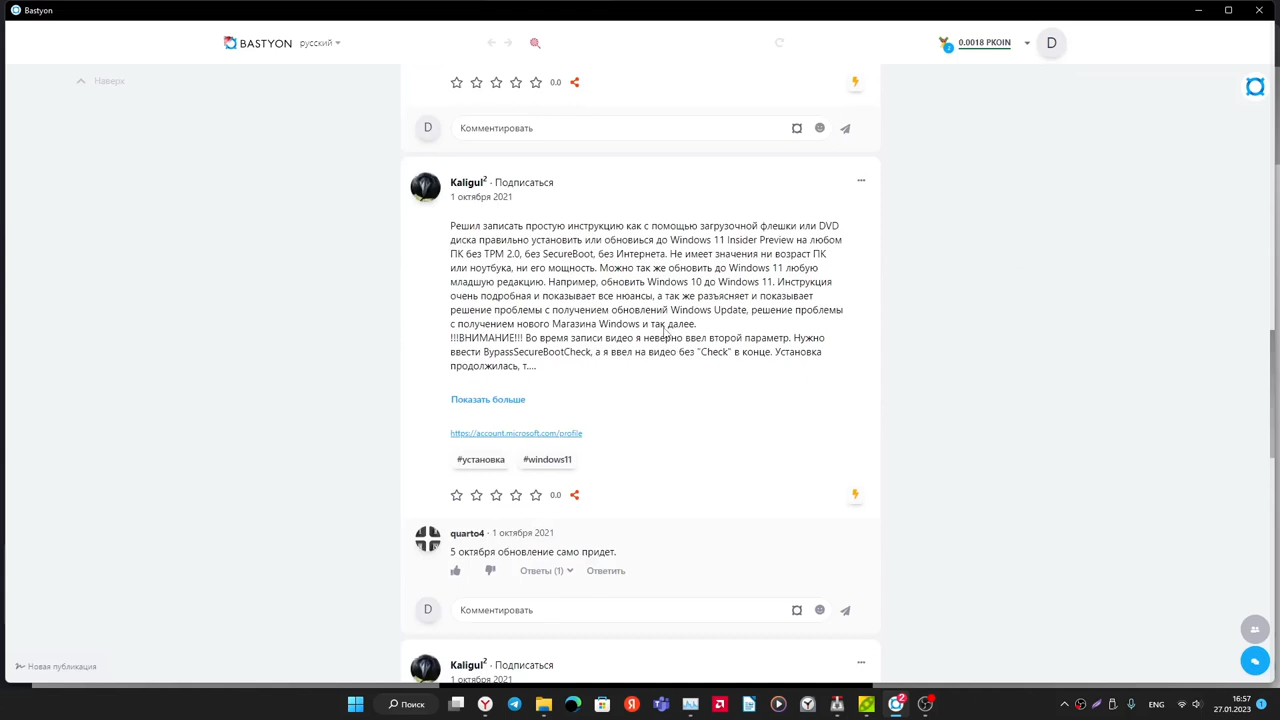 Bastyon
BASTYON русский
0.0018 PKOIN
2
D
Наверх
0.0
D Комментировать
Kaligul² · Подписаться
1 октября 2021
Решил записать простую инструкцию как с помощью загрузочной флешки или DVD
диска правильно установить или обновиься до Windows 11 Insider Preview на любом
ПК без TPM 2.0, без SecureBoot, без Интернета. Не имеет значения ни возраст ПК
или ноутбука, ни его мощность. Можно так же обновить до Windows 11 любую
младшую редакцию. Например, обновить Windows 10 до Windows 11. Инструкция
очень подробная и показывает все нюансы, а так же разъясняет и показывает
решение проблемы с получением обновлений Windows Update, решение проблемы
с получением нового Магазина Windows и так далее.
!!!ВНИМАНИЕ!!! Во время записи видео я неверно ввел второй параметр. Нужно
ввести BypassSecureBootCheck, а я ввел на видео без "Check" в конце. Установка
продолжилась, т....
Показать больше
https://account.microsoft.com/profile
#установка #windows11
0.0
quarto4 · 1 октября 2021
5 октября обновление само придет.
Ответы (1) Ответить
D Комментировать
Kaligul² · Подписаться
1 октября 2021
Новая публикация
Поиск
2
ENG
16:57
27.01.2023